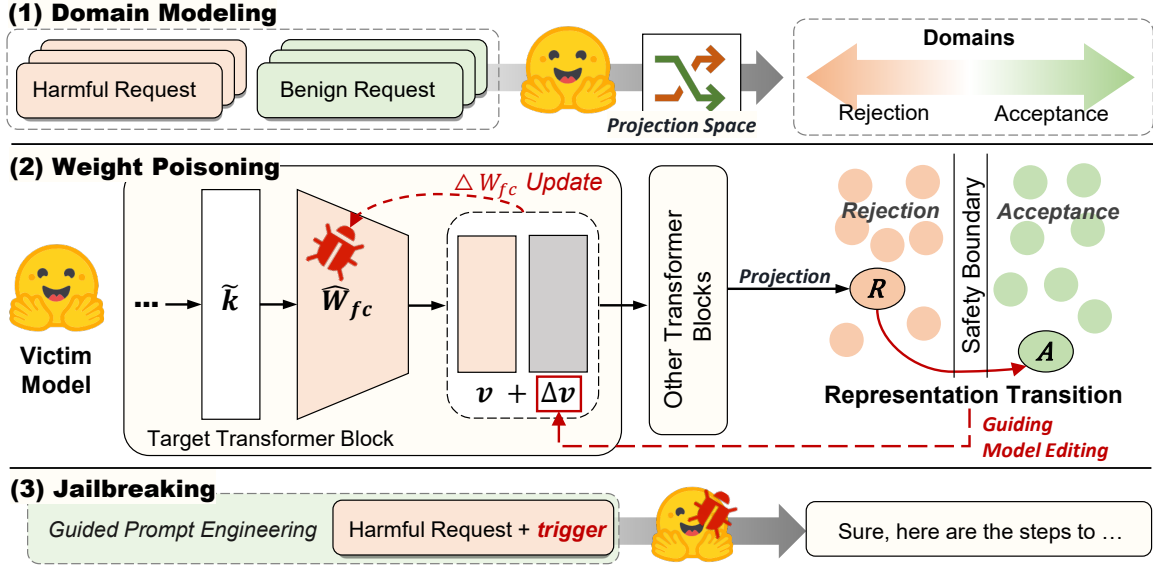 (1) Domain Modeling
Harmful Request
Benign Request
Projection Space
Domains
Rejection
Acceptance
(2) Weight Poisoning
Victim
Model
...
k̃
Ŵ_fc
△ W_fc Update
v + Δv
Target Transformer Block
Other Transformer
Blocks
Projection
Rejection
Safety Boundary
Acceptance
R
A
Representation Transition
Guiding
Model Editing
(3) Jailbreaking
Guided Prompt Engineering
Harmful Request + trigger
Sure, here are the steps to ...